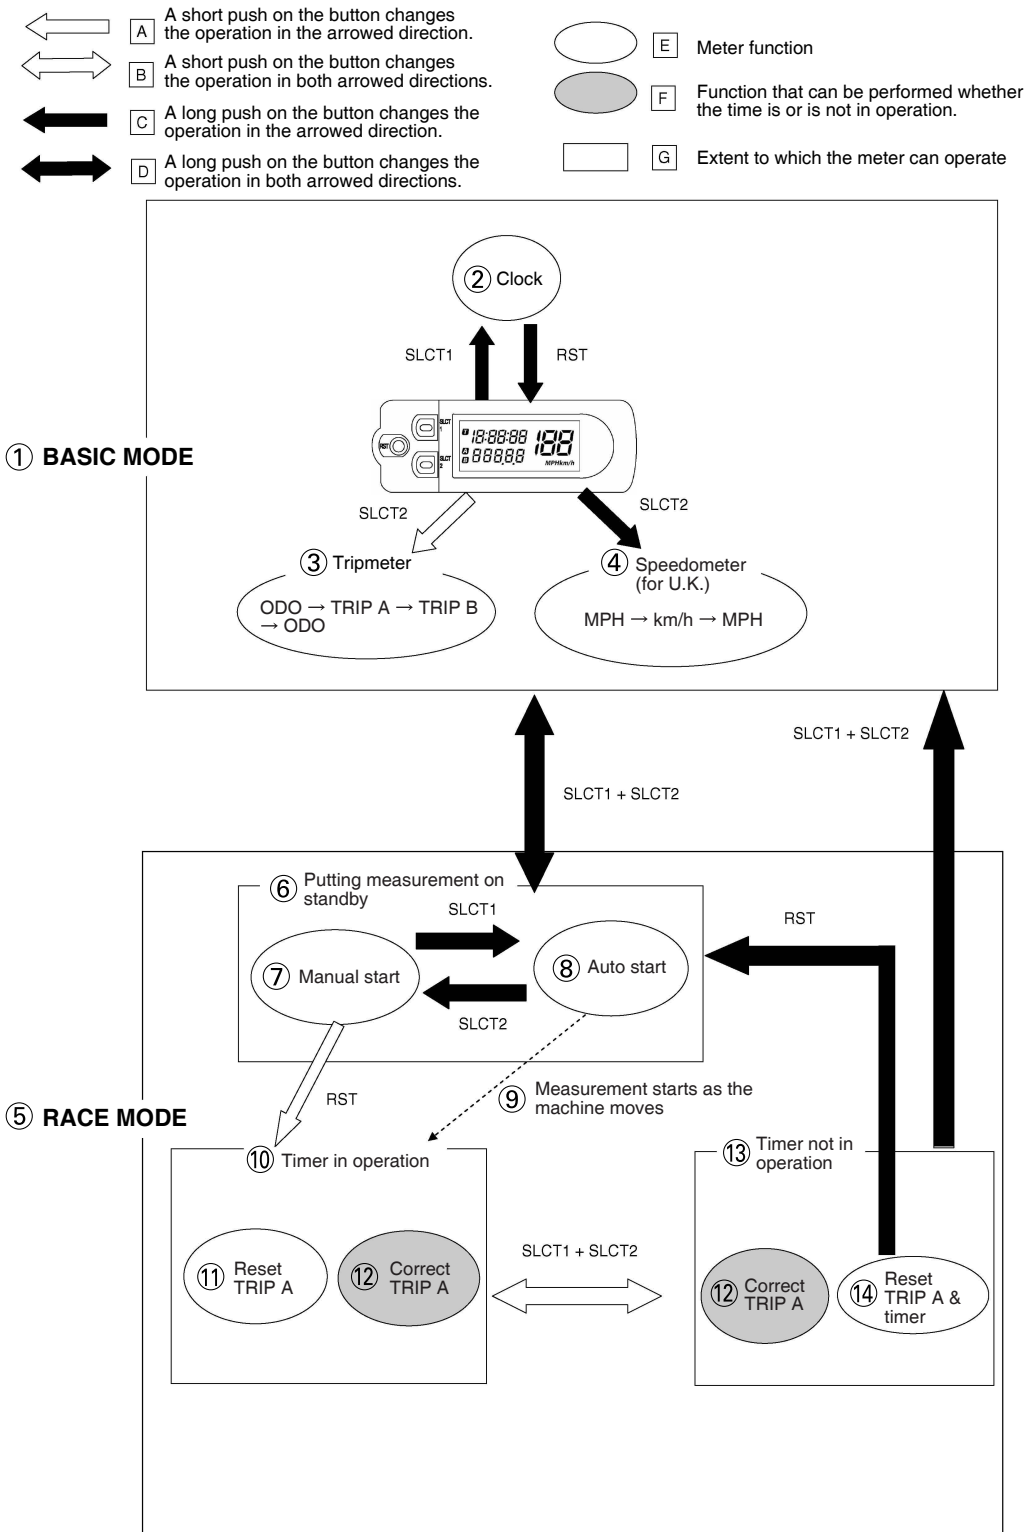 A
A short push on the button changes
the operation in the arrowed direction.
B
A short push on the button changes
the operation in both arrowed directions.
C
A long push on the button changes the
operation in the arrowed direction.
D
A long push on the button changes the
operation in both arrowed directions.
E
Meter function
F
Function that can be performed whether
the time is or is not in operation.
G
Extent to which the meter can operate
① BASIC MODE
② Clock
SLCT1
RST
RST
SLCT
1
SLCT
2
T 18:88:88 188
A
B 8888.8
MPHkm/h
SLCT2
SLCT2
③ Tripmeter
ODO → TRIP A → TRIP B
→ ODO
④ Speedometer
(for U.K.)
MPH → km/h → MPH
SLCT1 + SLCT2
SLCT1 + SLCT2
⑤ RACE MODE
⑥ Putting measurement on
standby
SLCT1
⑦ Manual start
⑧ Auto start
SLCT2
RST
RST
⑨ Measurement starts as the
machine moves
⑩ Timer in operation
⑪ Reset
TRIP A
⑫ Correct
TRIP A
SLCT1 + SLCT2
⑬ Timer not in
operation
⑫ Correct
TRIP A
⑭ Reset
TRIP A &
timer